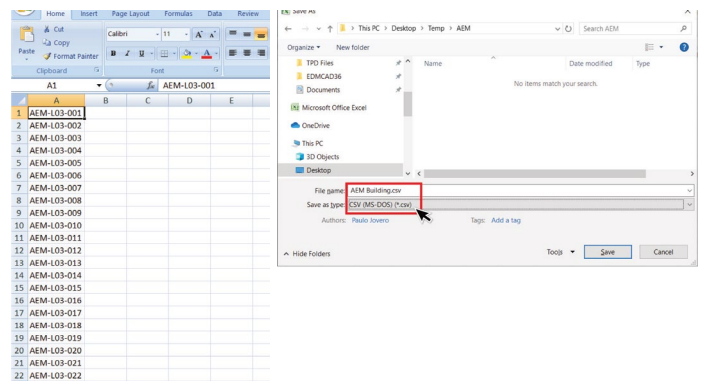 Home Insert Page Layout Formulas Data Review
Cut
Copy
Format Painter
Paste
Clipboard
Calibri 11 A A
B I U A
Font
A1 fx AEM-L03-001
A B C D E
1 AEM-L03-001
2 AEM-L03-002
3 AEM-L03-003
4 AEM-L03-004
5 AEM-L03-005
6 AEM-L03-006
7 AEM-L03-007
8 AEM-L03-008
9 AEM-L03-009
10 AEM-L03-010
11 AEM-L03-011
12 AEM-L03-012
13 AEM-L03-013
14 AEM-L03-014
15 AEM-L03-015
16 AEM-L03-016
17 AEM-L03-017
18 AEM-L03-018
19 AEM-L03-019
20 AEM-L03-020
21 AEM-L03-021
22 AEM-L03-022
Save As
> This PC > Desktop > Temp > AEM
Search AEM
Organize New folder
Name Date modified Type
No items match your search.
TPD Files
EDMCAD36
Documents
Microsoft Office Excel
OneDrive
This PC
3D Objects
Desktop
File name: AEM Building.csv
Save as type: CSV (MS-DOS) (*.csv)
Authors: Paulo Jovero Tags: Add a tag
Hide Folders
Tools Save Cancel